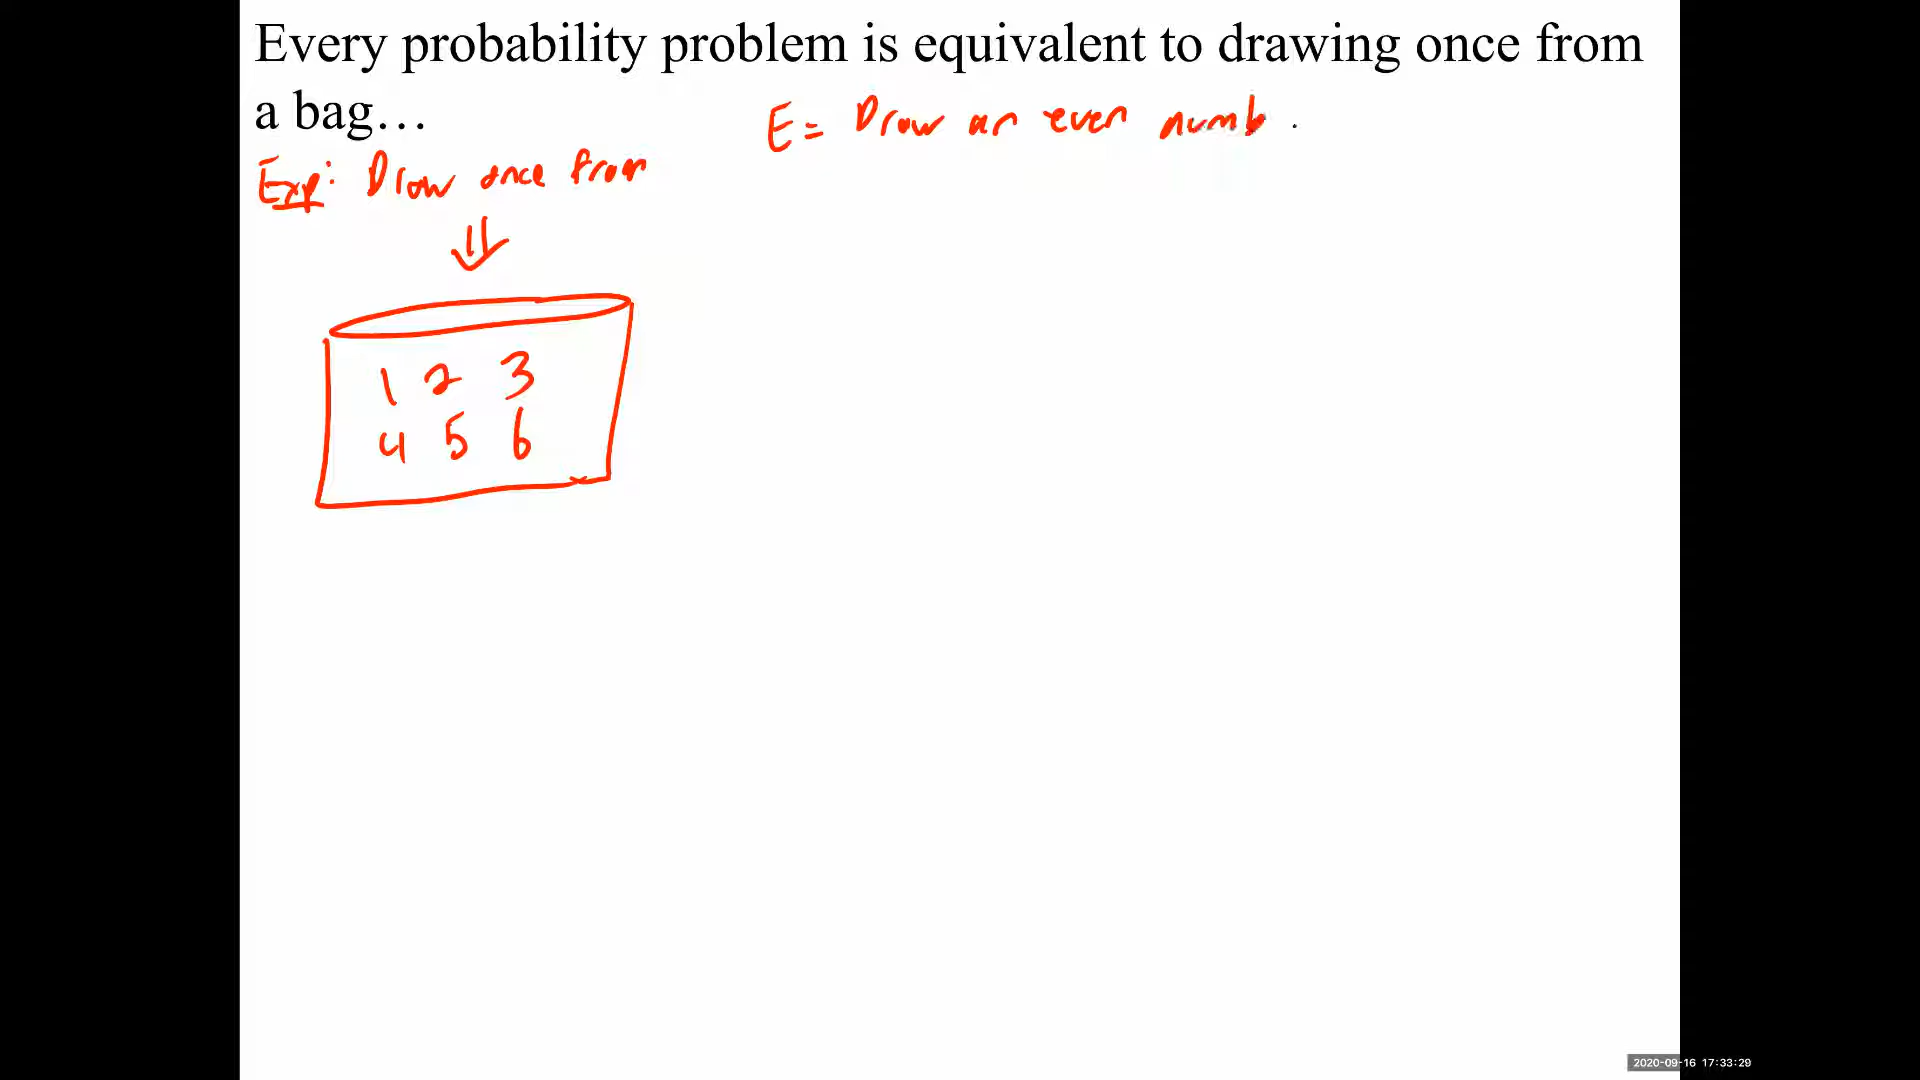 Every probability problem is equivalent to drawing once from
a bag…
E = Draw an even numb
Exp: Draw once from
1 2 3
4 5 6
2020-09-16 17:33:29